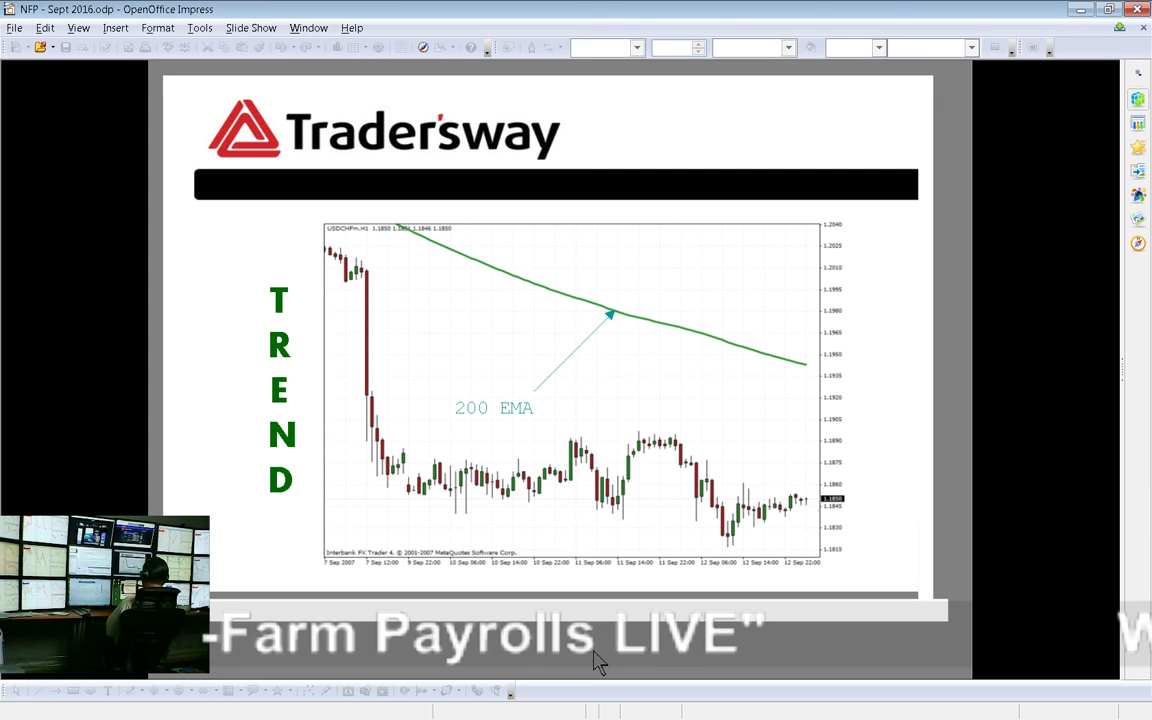 NFP - Sept 2016.odp - OpenOffice Impress
File Edit View Insert Format Tools Slide Show Window Help
Trader'sway
USDCHFm,H1 1.1850 1.1851 1.1846 1.1850
1.2040
1.2025
1.2010
1.1995
1.1980
1.1965
1.1950
1.1935
1.1920
1.1905
1.1890
1.1875
1.1860
1.1850
1.1845
1.1830
1.1815
T
R
E
N
D
200 EMA
Interbank FX Trader 4, © 2001-2007 MetaQuotes Software Corp.
7 Sep 2007 7 Sep 12:00 9 Sep 22:00 10 Sep 06:00 10 Sep 14:00 10 Sep 22:00 11 Sep 06:00 11 Sep 14:00 11 Sep 22:00 12 Sep 06:00 12 Sep 14:00 12 Sep 22:00
-Farm Payrolls LIVE" W